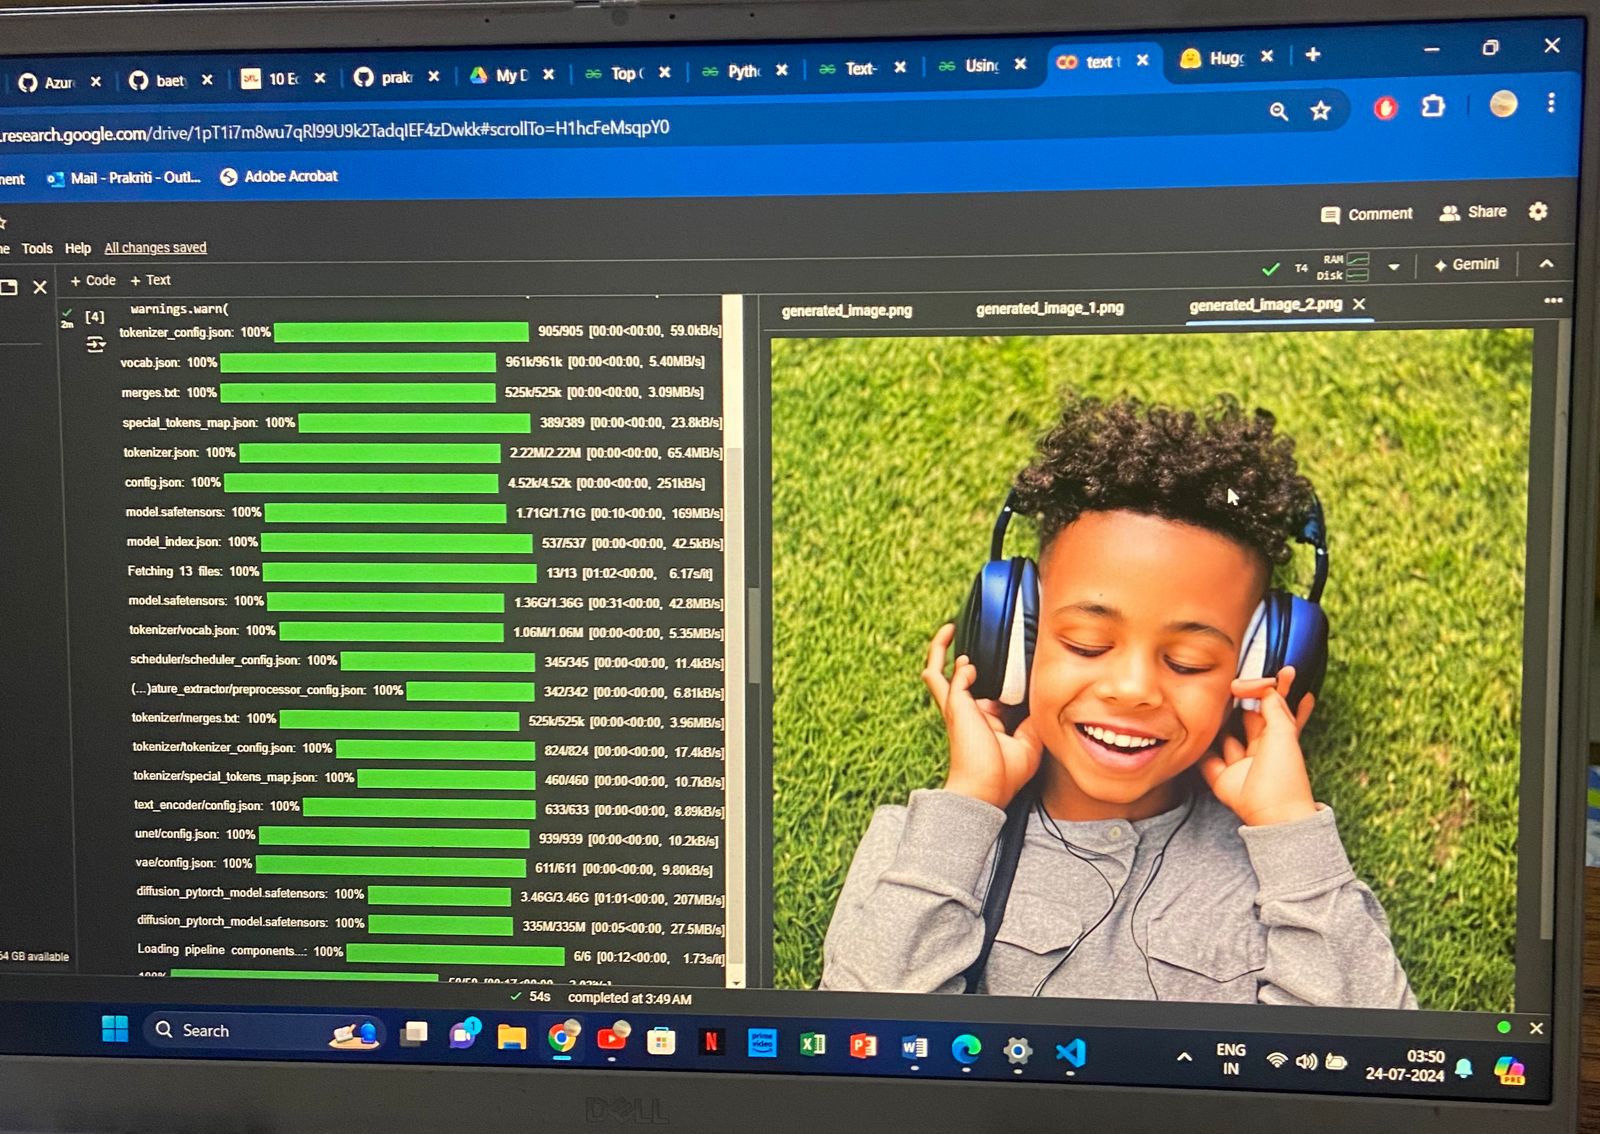 Azur
baet
10 E
prak
My D
Top
Pyth
Text-
Usin
text t
Hugg
.research.google.com/drive/1pT1i7m8wu7qRl99U9k2TadqIEF4zDwkk#scrollTo=H1hcFeMsqpY0
nent Mail - Prakriti - Outl... Adobe Acrobat
Comment Share
ne Tools Help All changes saved
+ Code + Text
T4 RAM Disk Gemini
2m [4] warnings.warn(
tokenizer_config.json: 100% 905/905 [00:00<00:00, 59.0kB/s]
vocab.json: 100% 961k/961k [00:00<00:00, 5.40MB/s]
merges.txt: 100% 525k/525k [00:00<00:00, 3.09MB/s]
special_tokens_map.json: 100% 389/389 [00:00<00:00, 23.8kB/s]
tokenizer.json: 100% 2.22M/2.22M [00:00<00:00, 65.4MB/s]
config.json: 100% 4.52k/4.52k [00:00<00:00, 251kB/s]
model.safetensors: 100% 1.71G/1.71G [00:10<00:00, 169MB/s]
model_index.json: 100% 537/537 [00:00<00:00, 42.5kB/s]
Fetching 13 files: 100% 13/13 [01:02<00:00, 6.17s/it]
model.safetensors: 100% 1.36G/1.36G [00:31<00:00, 42.8MB/s]
tokenizer/vocab.json: 100% 1.06M/1.06M [00:00<00:00, 5.35MB/s]
scheduler/scheduler_config.json: 100% 345/345 [00:00<00:00, 11.4kB/s]
(...)ature_extractor/preprocessor_config.json: 100% 342/342 [00:00<00:00, 6.81kB/s]
tokenizer/merges.txt: 100% 525k/525k [00:00<00:00, 3.96MB/s]
tokenizer/tokenizer_config.json: 100% 824/824 [00:00<00:00, 17.4kB/s]
tokenizer/special_tokens_map.json: 100% 460/460 [00:00<00:00, 10.7kB/s]
text_encoder/config.json: 100% 633/633 [00:00<00:00, 8.89kB/s]
unet/config.json: 100% 939/939 [00:00<00:00, 10.2kB/s]
vae/config.json: 100% 611/611 [00:00<00:00, 9.80kB/s]
diffusion_pytorch_model.safetensors: 100% 3.46G/3.46G [01:01<00:00, 207MB/s]
diffusion_pytorch_model.safetensors: 100% 335M/335M [00:05<00:00, 27.5MB/s]
Loading pipeline components...: 100% 6/6 [00:12<00:00, 1.73s/it]
100%
54 GB available
generated_image.png generated_image_1.png generated_image_2.png
54s completed at 3:49 AM
Search
1
N
prime video
ENG
IN
03:50
24-07-2024
PRE
DELL